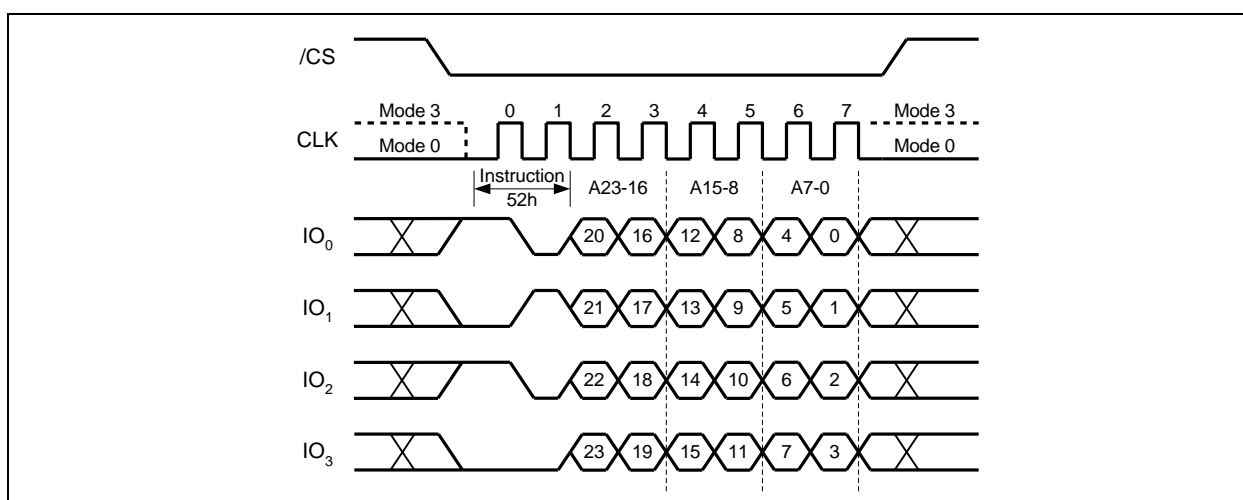 /CS
Mode 3 0 1 2 3 4 5 6 7 Mode 3
CLK
Mode 0 Mode 0
Instruction
52h
A23-16 A15-8 A7-0
IO0 20 16 12 8 4 0
IO1 21 17 13 9 5 1
IO2 22 18 14 10 6 2
IO3 23 19 15 11 7 3